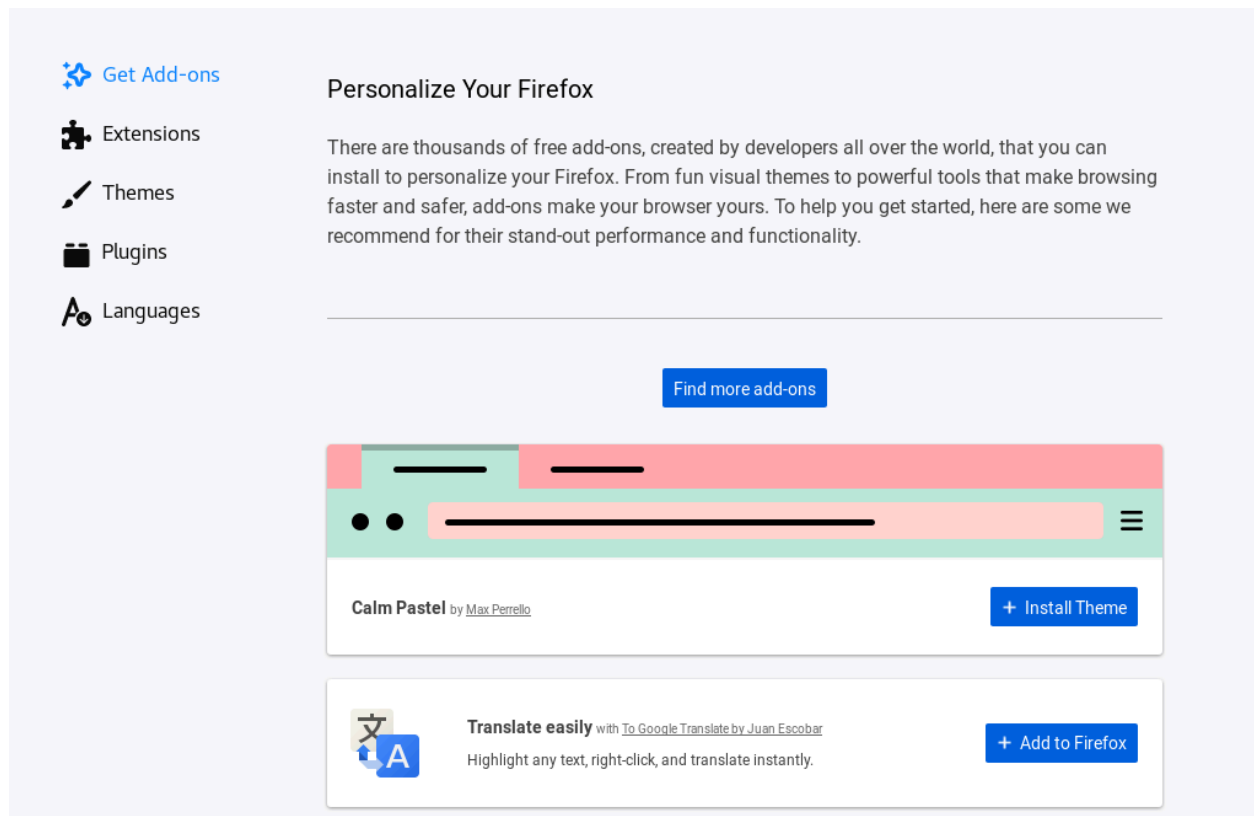 Get Add-ons
Extensions
Themes
Plugins
Languages
Personalize Your Firefox
There are thousands of free add-ons, created by developers all over the world, that you can
install to personalize your Firefox. From fun visual themes to powerful tools that make browsing
faster and safer, add-ons make your browser yours. To help you get started, here are some we
recommend for their stand-out performance and functionality.
Find more add-ons
Calm Pastel by Max Perrello
+ Install Theme
文 A
Translate easily with To Google Translate by Juan Escobar
Highlight any text, right-click, and translate instantly.
+ Add to Firefox